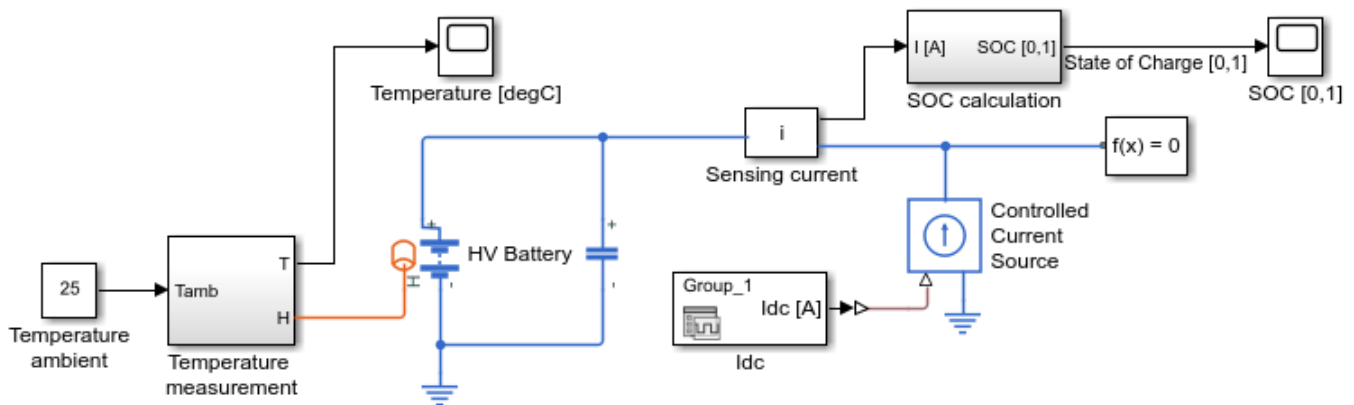 Temperature [degC]
I [A]
SOC [0,1]
SOC calculation
State of Charge [0,1]
SOC [0,1]
i
Sensing current
f(x) = 0
Controlled
Current
Source
HV Battery
+
-
H
+
-
25
Temperature
ambient
Tamb
T
H
Temperature
measurement
Group_1
Idc [A]
Idc